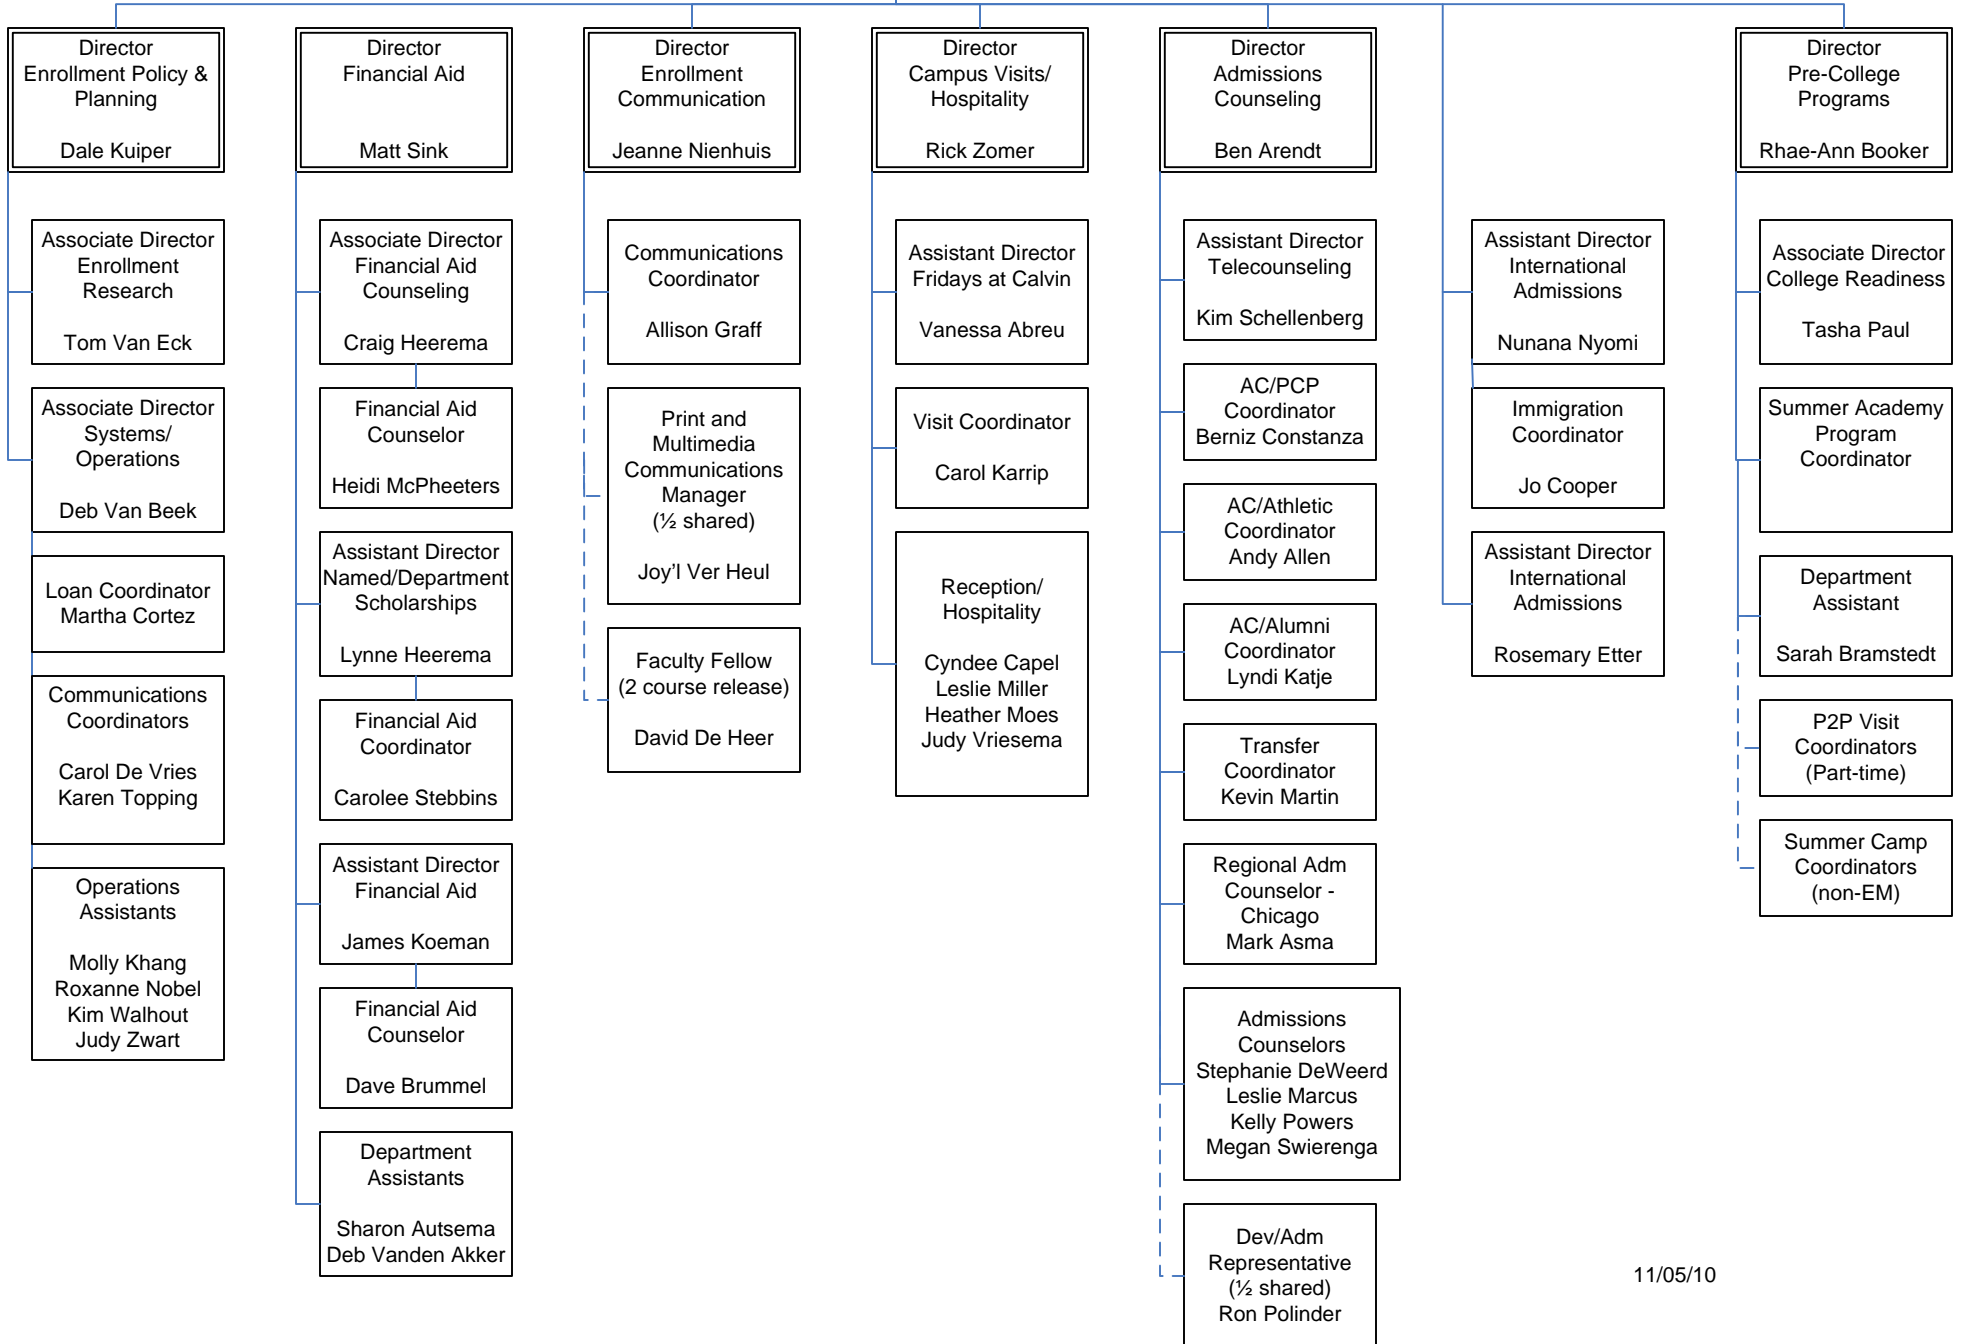 Director
Enrollment Policy &
Planning
Dale Kuiper
Associate Director
Enrollment
Research
Tom Van Eck
Associate Director
Systems/
Operations
Deb Van Beek
Loan Coordinator
Martha Cortez
Communications
Coordinators
Carol De Vries
Karen Topping
Operations
Assistants
Molly Khang
Roxanne Nobel
Kim Walhout
Judy Zwart
Director
Financial Aid
Matt Sink
Associate Director
Financial Aid
Counseling
Craig Heerema
Financial Aid
Counselor
Heidi McPheeters
Assistant Director
Named/Department
Scholarships
Lynne Heerema
Financial Aid
Coordinator
Carolee Stebbins
Assistant Director
Financial Aid
James Koeman
Financial Aid
Counselor
Dave Brummel
Department
Assistants
Sharon Autsema
Deb Vanden Akker
Director
Enrollment
Communication
Jeanne Nienhuis
Communications
Coordinator
Allison Graff
Print and
Multimedia
Communications
Manager
(½ shared)
Joy’l Ver Heul
Faculty Fellow
(2 course release)
David De Heer
Director
Campus Visits/
Hospitality
Rick Zomer
Assistant Director
Fridays at Calvin
Vanessa Abreu
Visit Coordinator
Carol Karrip
Reception/
Hospitality
Cyndee Capel
Leslie Miller
Heather Moes
Judy Vriesema
Director
Admissions
Counseling
Ben Arendt
Assistant Director
Telecounseling
Kim Schellenberg
AC/PCP
Coordinator
Berniz Constanza
AC/Athletic
Coordinator
Andy Allen
AC/Alumni
Coordinator
Lyndi Katje
Transfer
Coordinator
Kevin Martin
Regional Adm
Counselor -
Chicago
Mark Asma
Admissions
Counselors
Stephanie DeWeerd
Leslie Marcus
Kelly Powers
Megan Swierenga
Dev/Adm
Representative
(½ shared)
Ron Polinder
Assistant Director
International
Admissions
Nunana Nyomi
Immigration
Coordinator
Jo Cooper
Assistant Director
International
Admissions
Rosemary Etter
Director
Pre-College
Programs
Rhae-Ann Booker
Associate Director
College Readiness
Tasha Paul
Summer Academy
Program
Coordinator
Department
Assistant
Sarah Bramstedt
P2P Visit
Coordinators
(Part-time)
Summer Camp
Coordinators
(non-EM)
11/05/10